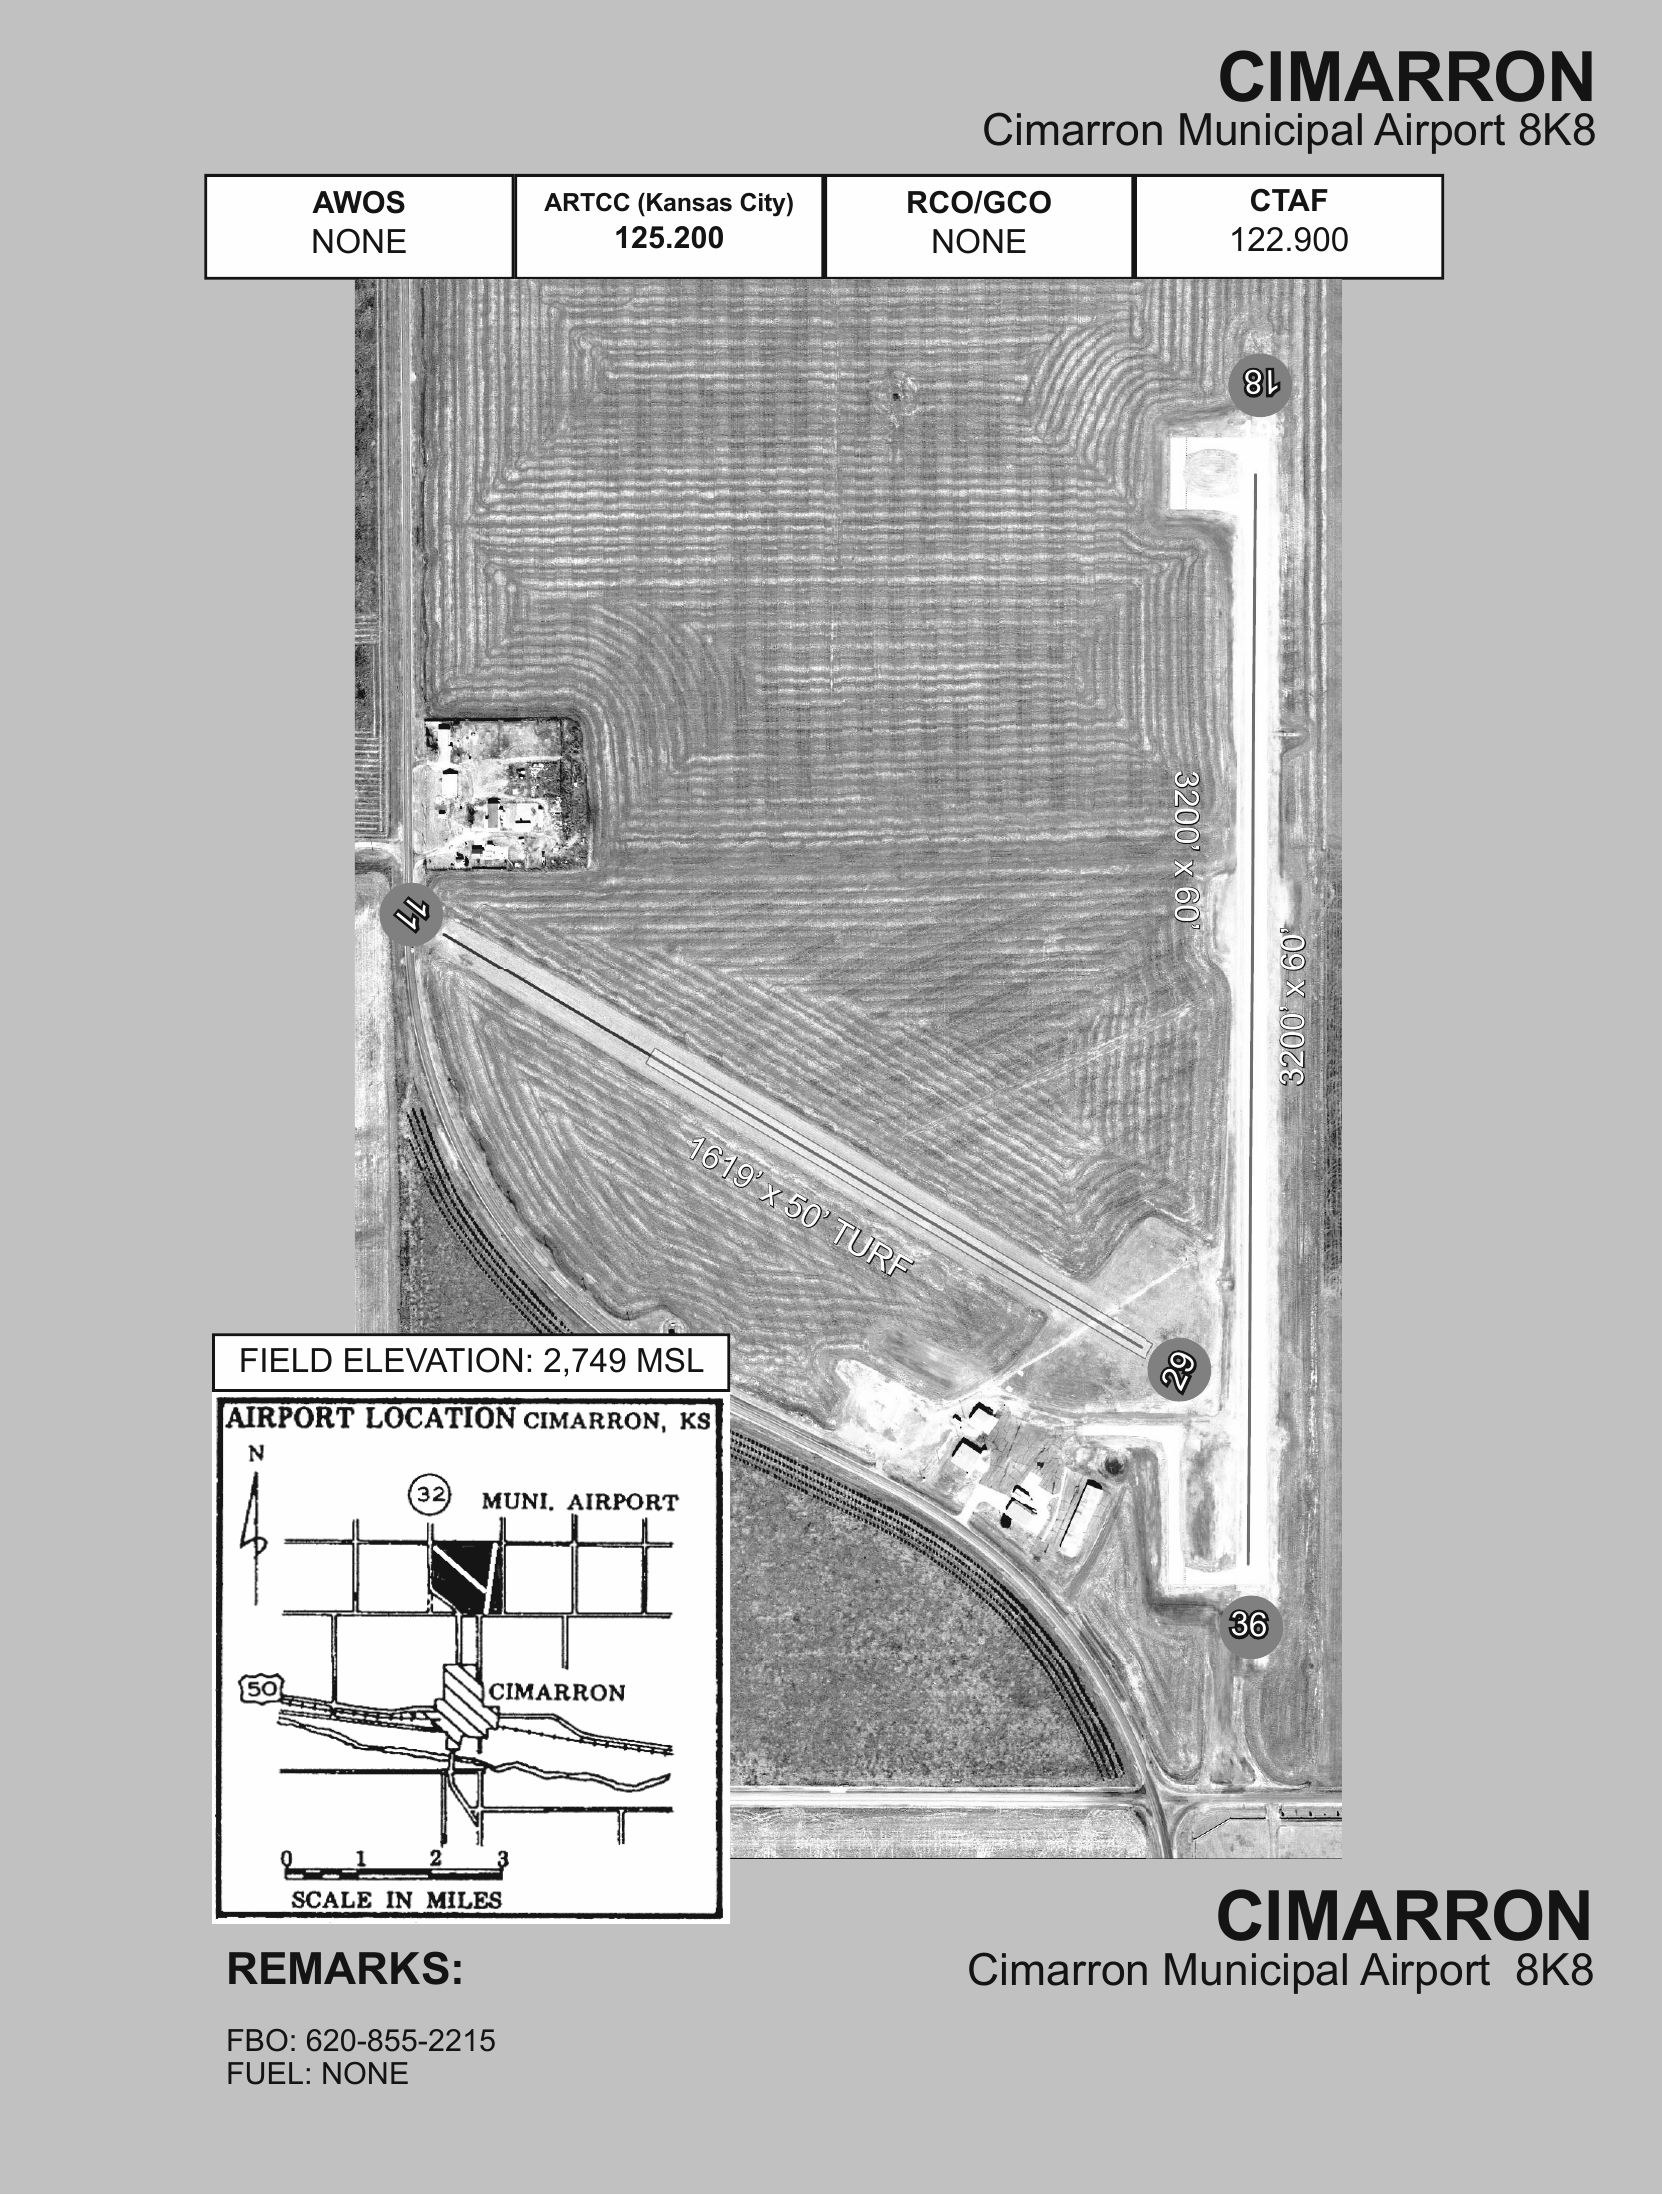 CIMARRON
Cimarron Municipal Airport 8K8
AWOS
NONE
ARTCC (Kansas City)
125.200
RCO/GCO
NONE
CTAF
122.900
18
3200' x 60'
11
3200' x 60'
1619' x 50' TURF
29
36
FIELD ELEVATION: 2,749 MSL
AIRPORT LOCATION CIMARRON, KS
N
32
MUNI. AIRPORT
50
CIMARRON
0 1 2 3
SCALE IN MILES
CIMARRON
Cimarron Municipal Airport 8K8
REMARKS:
FBO: 620-855-2215
FUEL: NONE